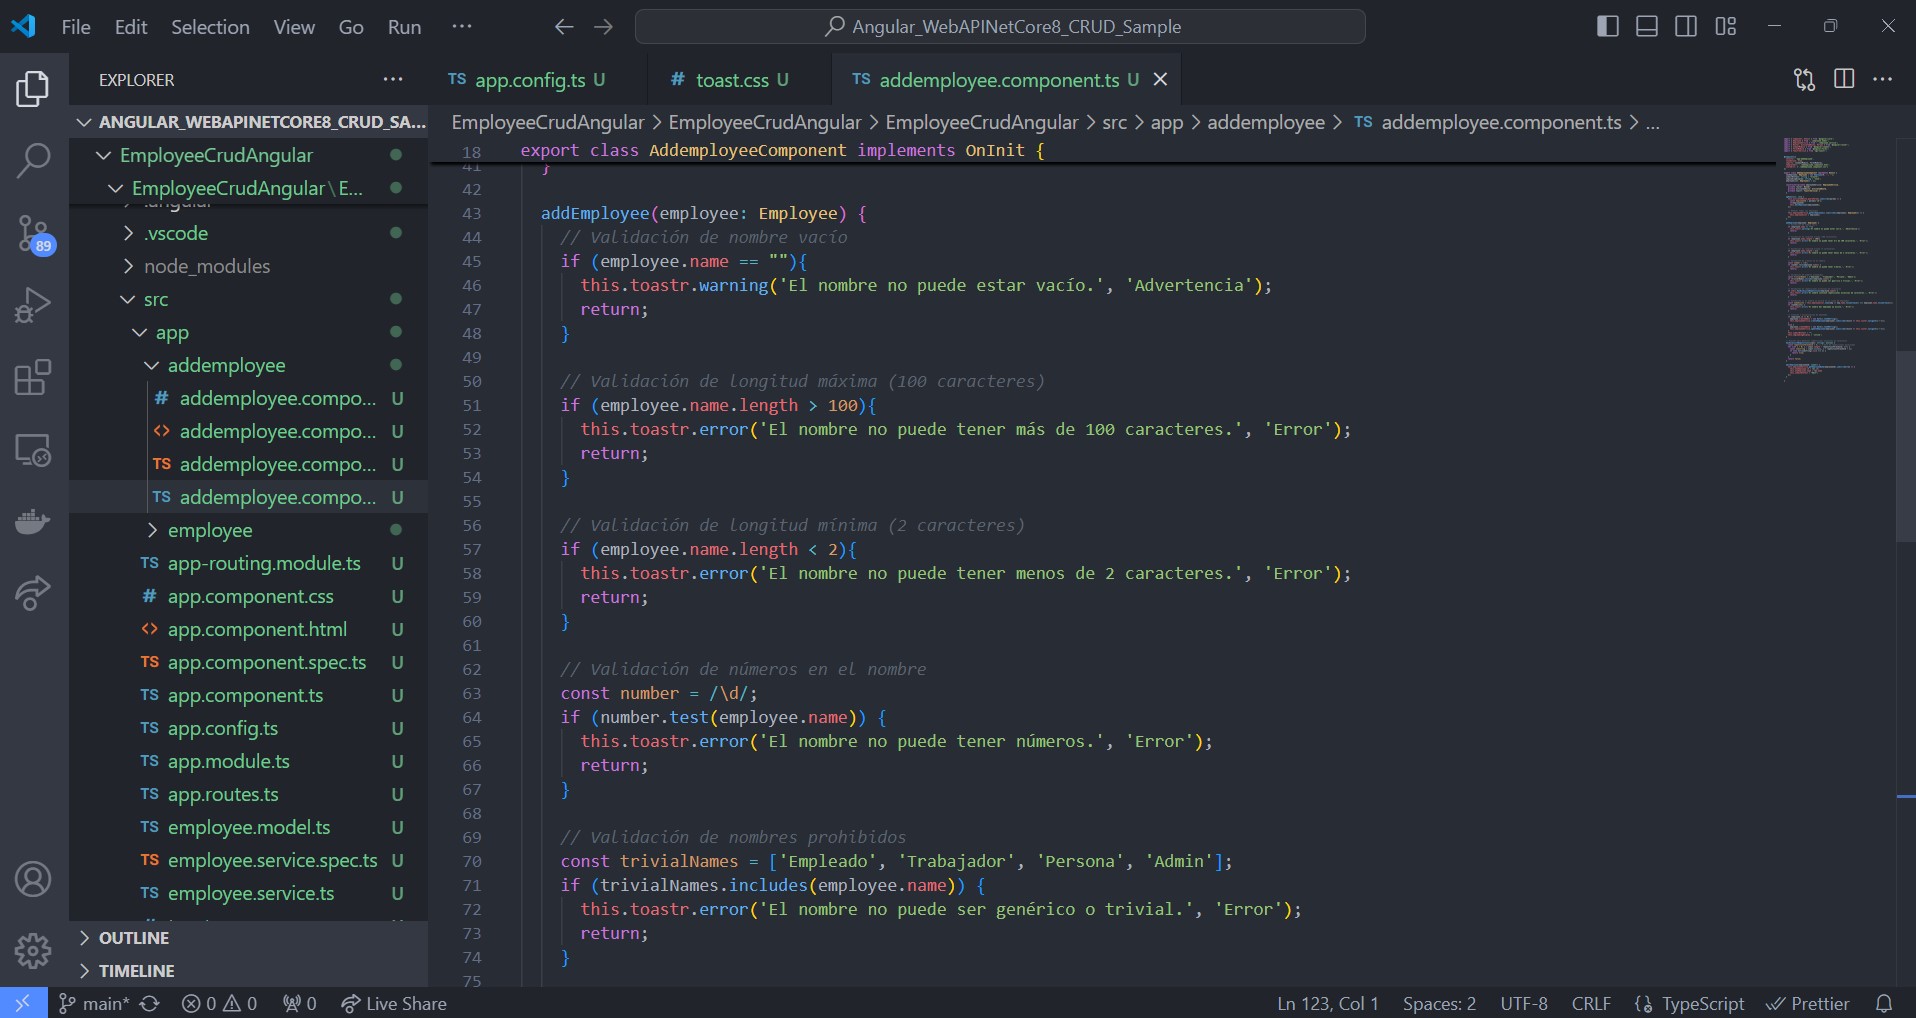 File Edit Selection View Go Run ···
Angular_WebAPINetCore8_CRUD_Sample
EXPLORER ···
TS app.config.ts U
# toast.css U
TS addemployee.component.ts U
ANGULAR_WEBAPINETCORE8_CRUD_SA...
EmployeeCrudAngular
EmployeeCrudAngular\E...
.angular
.vscode
node_modules
src
app
addemployee
# addemployee.compo... U
<> addemployee.compo... U
TS addemployee.compo... U
TS addemployee.compo... U
employee
TS app-routing.module.ts U
# app.component.css U
<> app.component.html U
TS app.component.spec.ts U
TS app.component.ts U
TS app.config.ts U
TS app.module.ts U
TS app.routes.ts U
TS employee.model.ts U
TS employee.service.spec.ts U
TS employee.service.ts U
OUTLINE
TIMELINE
89
EmployeeCrudAngular > EmployeeCrudAngular > EmployeeCrudAngular > src > app > addemployee > TS addemployee.component.ts > ...
18 export class AddemployeeComponent implements OnInit {
41 }
42
43 addEmployee(employee: Employee) {
44 // Validación de nombre vacío
45 if (employee.name == ""){
46 this.toastr.warning('El nombre no puede estar vacío.', 'Advertencia');
47 return;
48 }
49
50 // Validación de longitud máxima (100 caracteres)
51 if (employee.name.length > 100){
52 this.toastr.error('El nombre no puede tener más de 100 caracteres.', 'Error');
53 return;
54 }
55
56 // Validación de longitud mínima (2 caracteres)
57 if (employee.name.length < 2){
58 this.toastr.error('El nombre no puede tener menos de 2 caracteres.', 'Error');
59 return;
60 }
61
62 // Validación de números en el nombre
63 const number = /\d/;
64 if (number.test(employee.name)) {
65 this.toastr.error('El nombre no puede tener números.', 'Error');
66 return;
67 }
68
69 // Validación de nombres prohibidos
70 const trivialNames = ['Empleado', 'Trabajador', 'Persona', 'Admin'];
71 if (trivialNames.includes(employee.name)) {
72 this.toastr.error('El nombre no puede ser genérico o trivial.', 'Error');
73 return;
74 }
75
main* 0 0 0 Live Share
Ln 123, Col 1 Spaces: 2 UTF-8 CRLF {} TypeScript Prettier